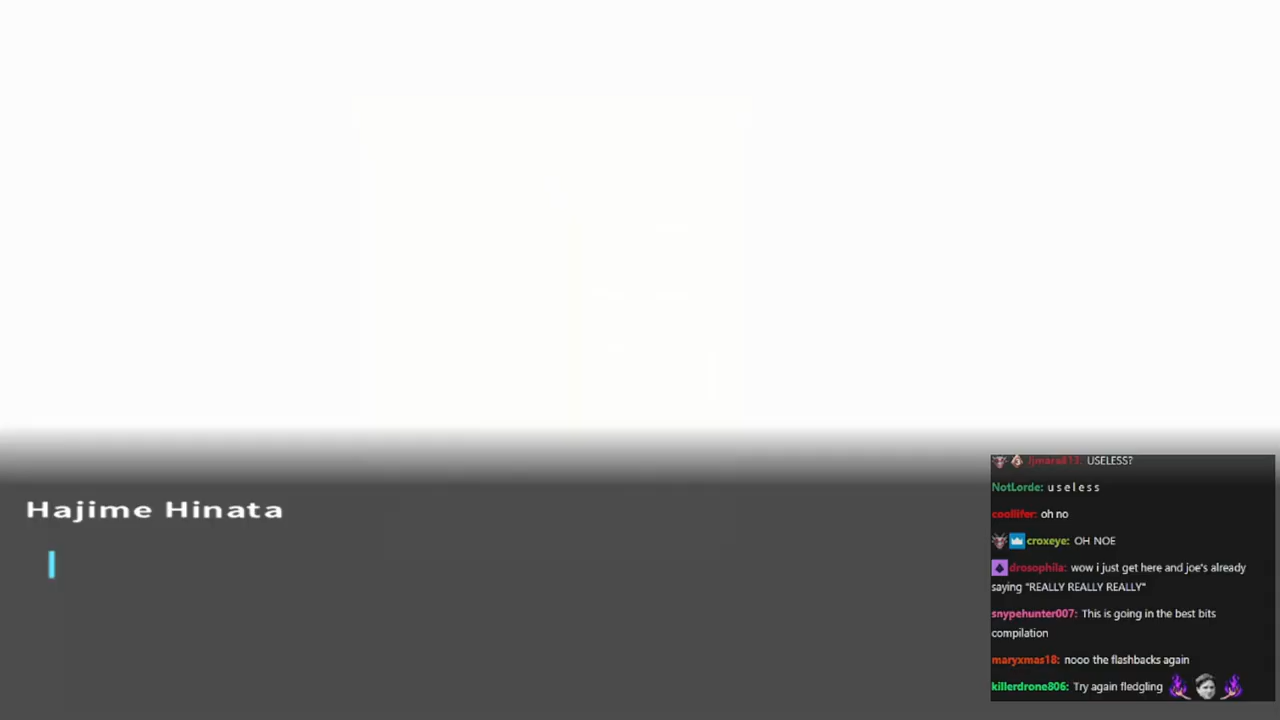 Hajime Hinata
I
ljmara813: USELESS?
NotLorde: u s e l e s s
coallifer: oh no
croxeye: OH NOE
drosophila: wow i just get here and joe's already
saying "REALLY REALLY REALLY"
snypehunter007: This is going in the best bits
compilation
maryxmas18: nooo the flashbacks again
killerdrone806: Try again fledgling